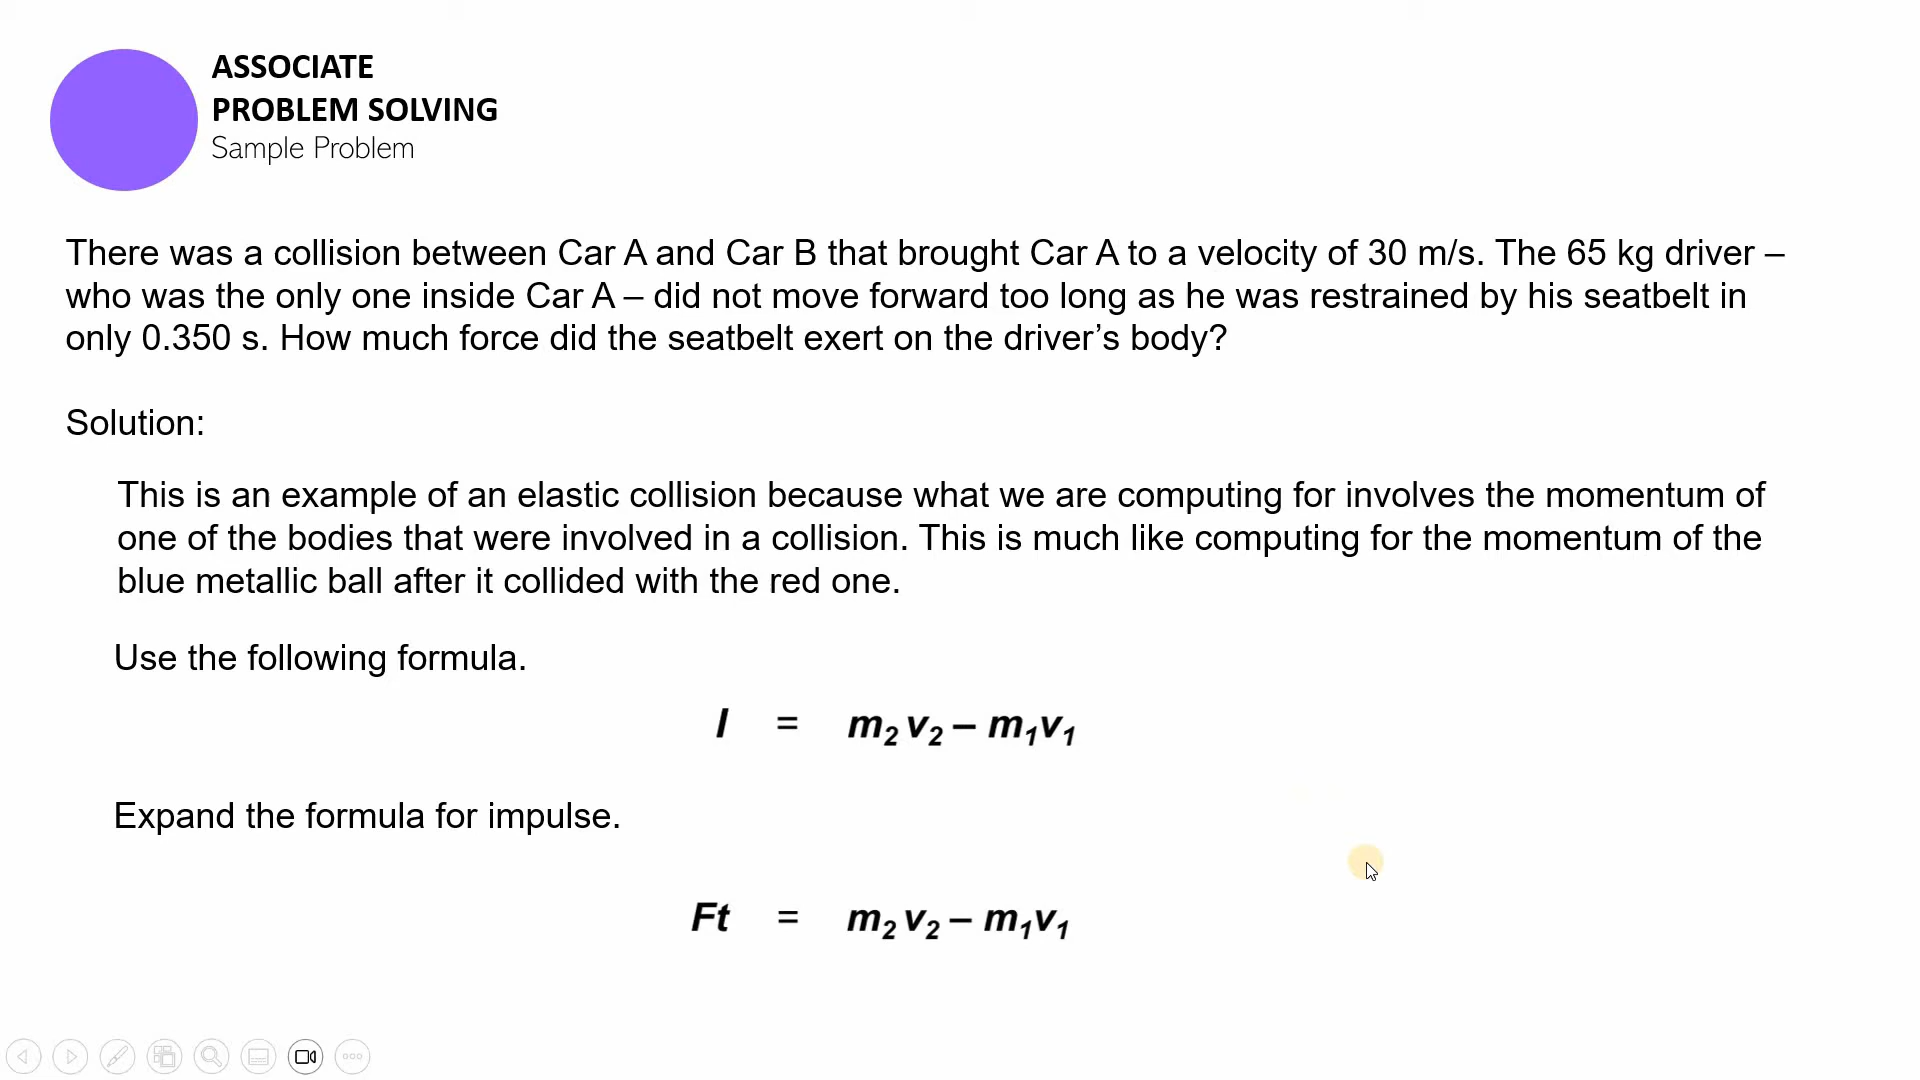 ASSOCIATE
PROBLEM SOLVING
Sample Problem
There was a collision between Car A and Car B that brought Car A to a velocity of 30 m/s. The 65 kg driver –
who was the only one inside Car A – did not move forward too long as he was restrained by his seatbelt in
only 0.350 s. How much force did the seatbelt exert on the driver’s body?
Solution:
This is an example of an elastic collision because what we are computing for involves the momentum of
one of the bodies that were involved in a collision. This is much like computing for the momentum of the
blue metallic ball after it collided with the red one.
Use the following formula.
I = m₂ v₂ – m₁v₁
Expand the formula for impulse.
Ft = m₂ v₂ – m₁v₁